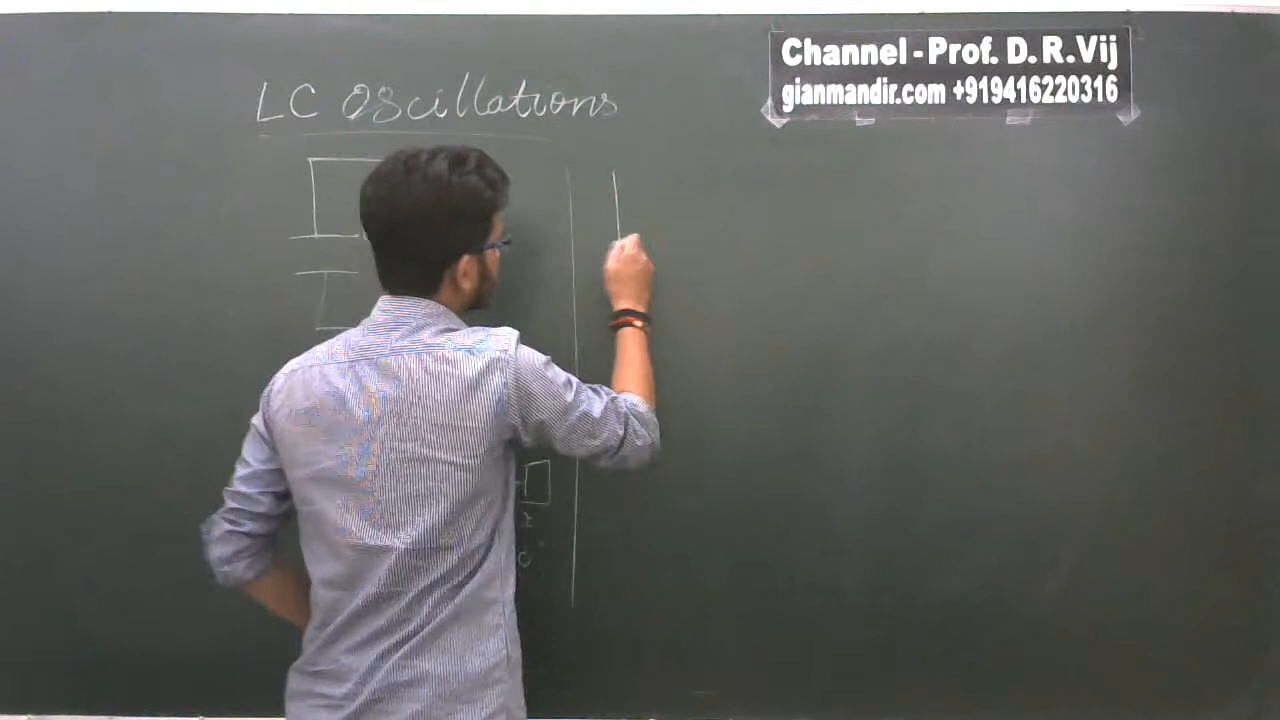 Channel - Prof. D. R. Vij
gianmandir.com +919416220316
LC Oscillations